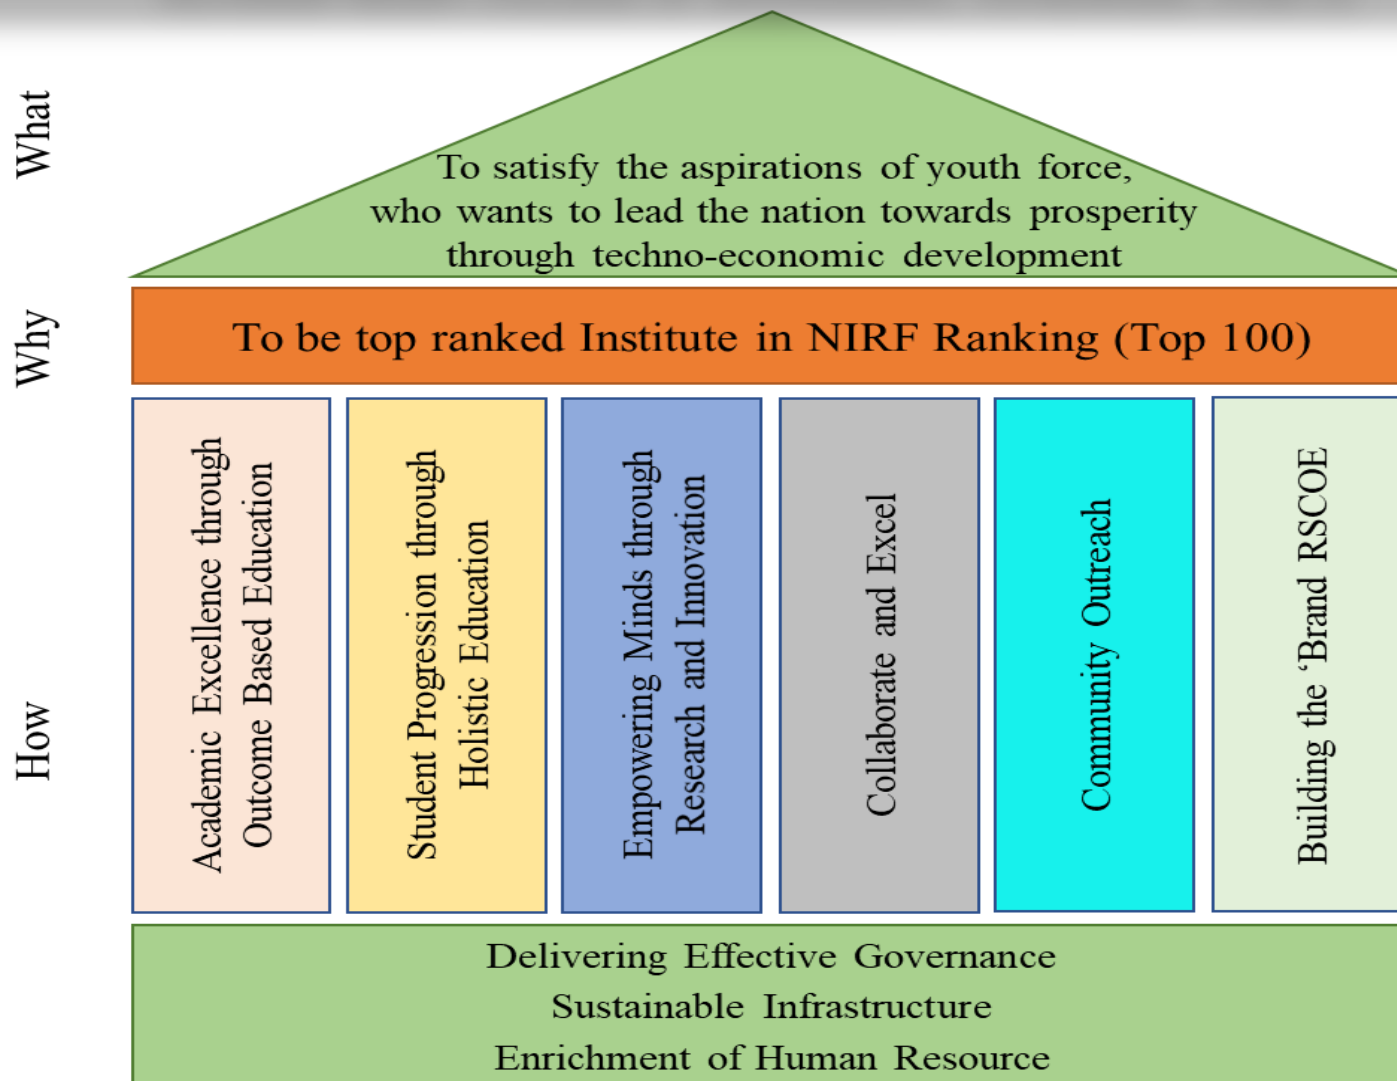 What
To satisfy the aspirations of youth force,
who wants to lead the nation towards prosperity
through techno-economic development
Why
To be top ranked Institute in NIRF Ranking (Top 100)
How
Academic Excellence through
Outcome Based Education
Student Progression through
Holistic Education
Empowering Minds through
Research and Innovation
Collaborate and Excel
Community Outreach
Building the ‘Brand RSCOE
Delivering Effective Governance
Sustainable Infrastructure
Enrichment of Human Resource